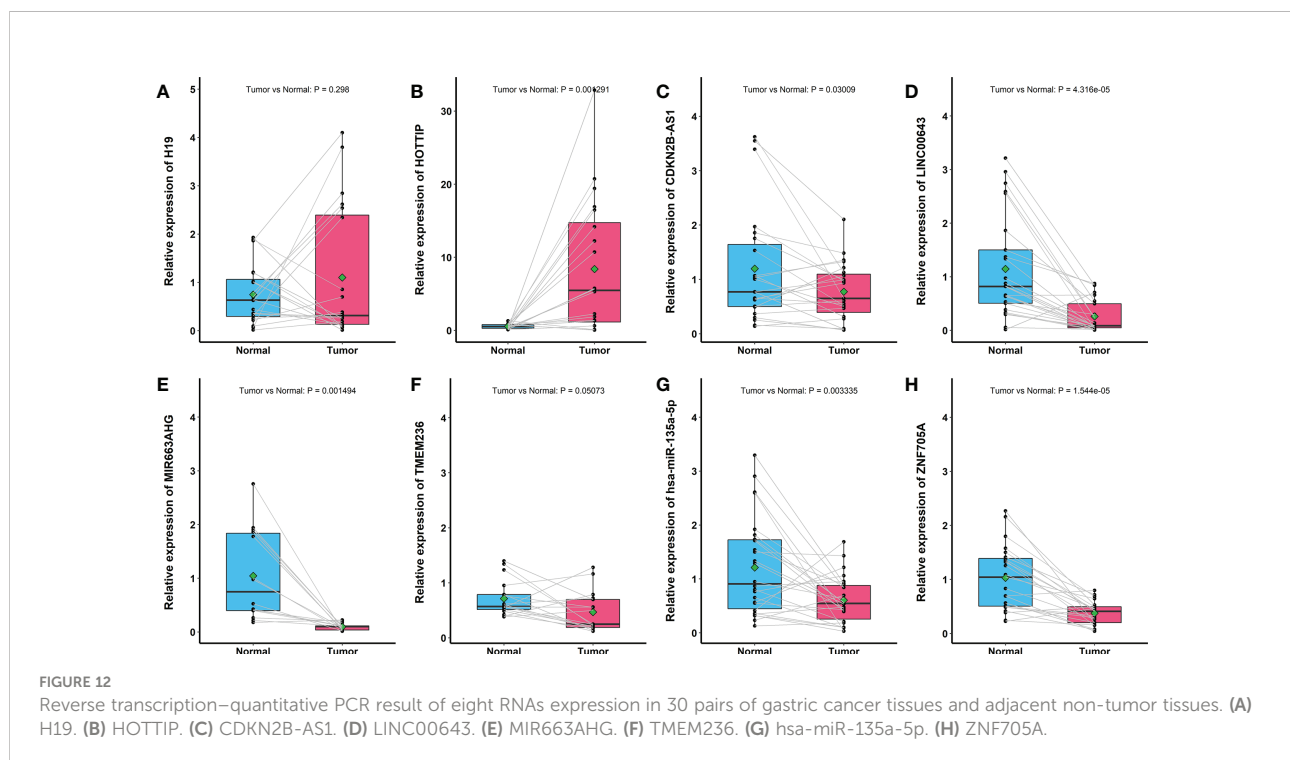 A
Tumor vs Normal: P = 0.298
Relative expression of H19
5
4
3
2
1
0
Normal Tumor
B
Tumor vs Normal: P = 0.001291
Relative expression of HOTTIP
30
20
10
0
Normal Tumor
C
Tumor vs Normal: P = 0.03009
Relative expression of CDKN2B-AS1
4
3
2
1
0
Normal Tumor
D
Tumor vs Normal: P = 4.316e-05
Relative expression of LINC00643
4
3
2
1
0
Normal Tumor
E
Tumor vs Normal: P = 0.001494
Relative expression of MIR663AHG
4
3
2
1
0
Normal Tumor
F
Tumor vs Normal: P = 0.05073
Relative expression of TMEM236
4
3
2
1
0
Normal Tumor
G
Tumor vs Normal: P = 0.003335
Relative expression of hsa-miR-135a-5p
4
3
2
1
0
Normal Tumor
H
Tumor vs Normal: P = 1.544e-05
Relative expression of ZNF705A
4
3
2
1
0
Normal Tumor
FIGURE 12
Reverse transcription–quantitative PCR result of eight RNAs expression in 30 pairs of gastric cancer tissues and adjacent non-tumor tissues. (A)
H19. (B) HOTTIP. (C) CDKN2B-AS1. (D) LINC00643. (E) MIR663AHG. (F) TMEM236. (G) hsa-miR-135a-5p. (H) ZNF705A.